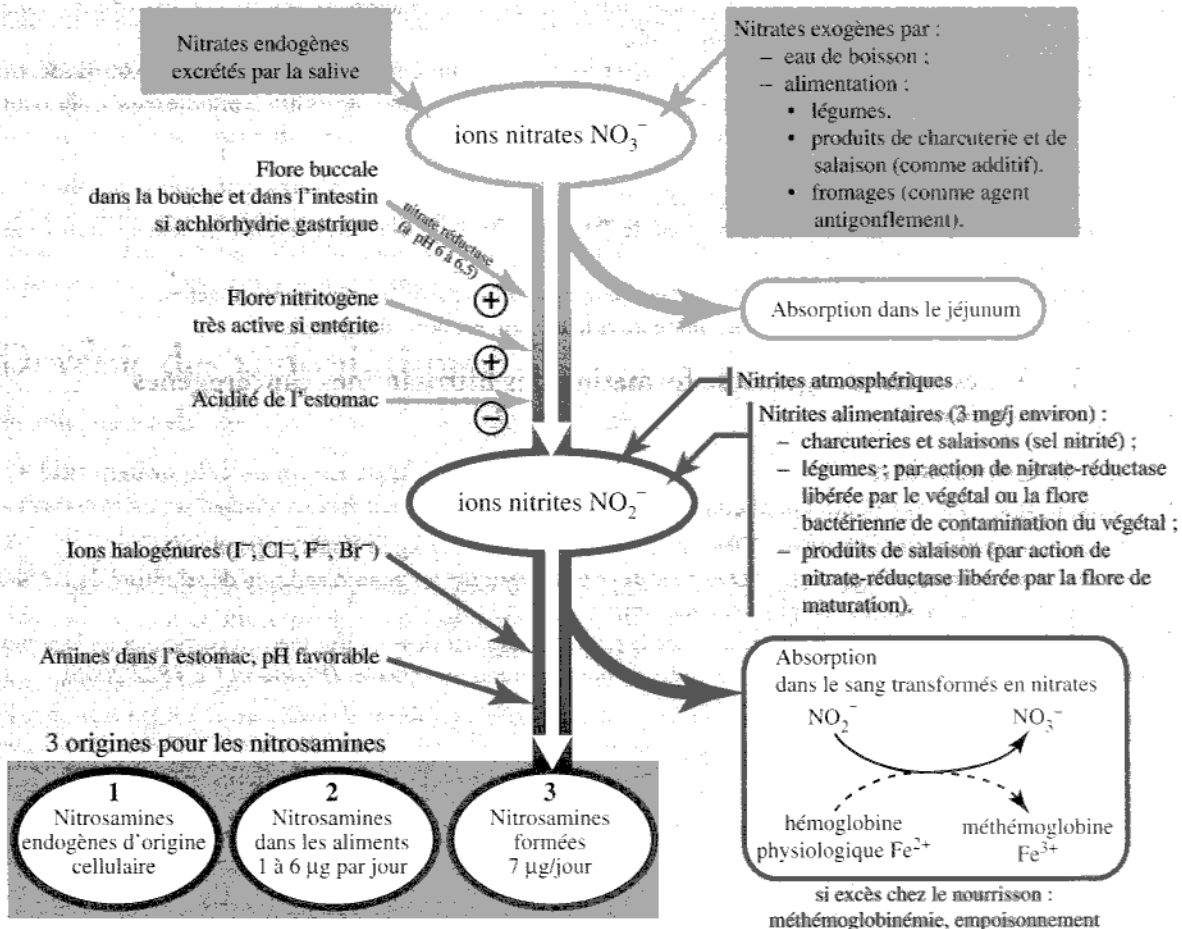 Nitrates endogènes
excrétés par la salive
Nitrates exogènes par :
– eau de boisson ;
– alimentation :
• légumes.
• produits de charcuterie et de
salaison (comme additif).
• fromages (comme agent
antigonflement).
ions nitrates NO₃⁻
Flore buccale
dans la bouche et dans l'intestin
si achlorhydrie gastrique
nitrate réductase
(à pH 6 à 6,5)
+
Flore nitritogène
très active si entérite
+
Acidité de l'estomac
−
Absorption dans le jéjunum
Nitrites atmosphériques
Nitrites alimentaires (3 mg/j environ) :
– charcuteries et salaisons (sel nitrité) ;
– légumes ; par action de nitrate-réductase
libérée par le végétal ou la flore
bactérienne de contamination du végétal ;
– produits de salaison (par action de
nitrate-réductase libérée par la flore de
maturation).
ions nitrites NO₂⁻
Ions halogénures (I⁻, Cl⁻, F⁻, Br⁻)
Amines dans l'estomac, pH favorable
Absorption
dans le sang transformés en nitrates
NO₂⁻ NO₃⁻
hémoglobine
physiologique Fe²⁺
méthémoglobine
Fe³⁺
si excès chez le nourrisson :
méthémoglobinémie, empoisonnement
3 origines pour les nitrosamines
1
Nitrosamines
endogènes d'origine
cellulaire
2
Nitrosamines
dans les aliments
1 à 6 µg par jour
3
Nitrosamines
formées
7 µg/jour